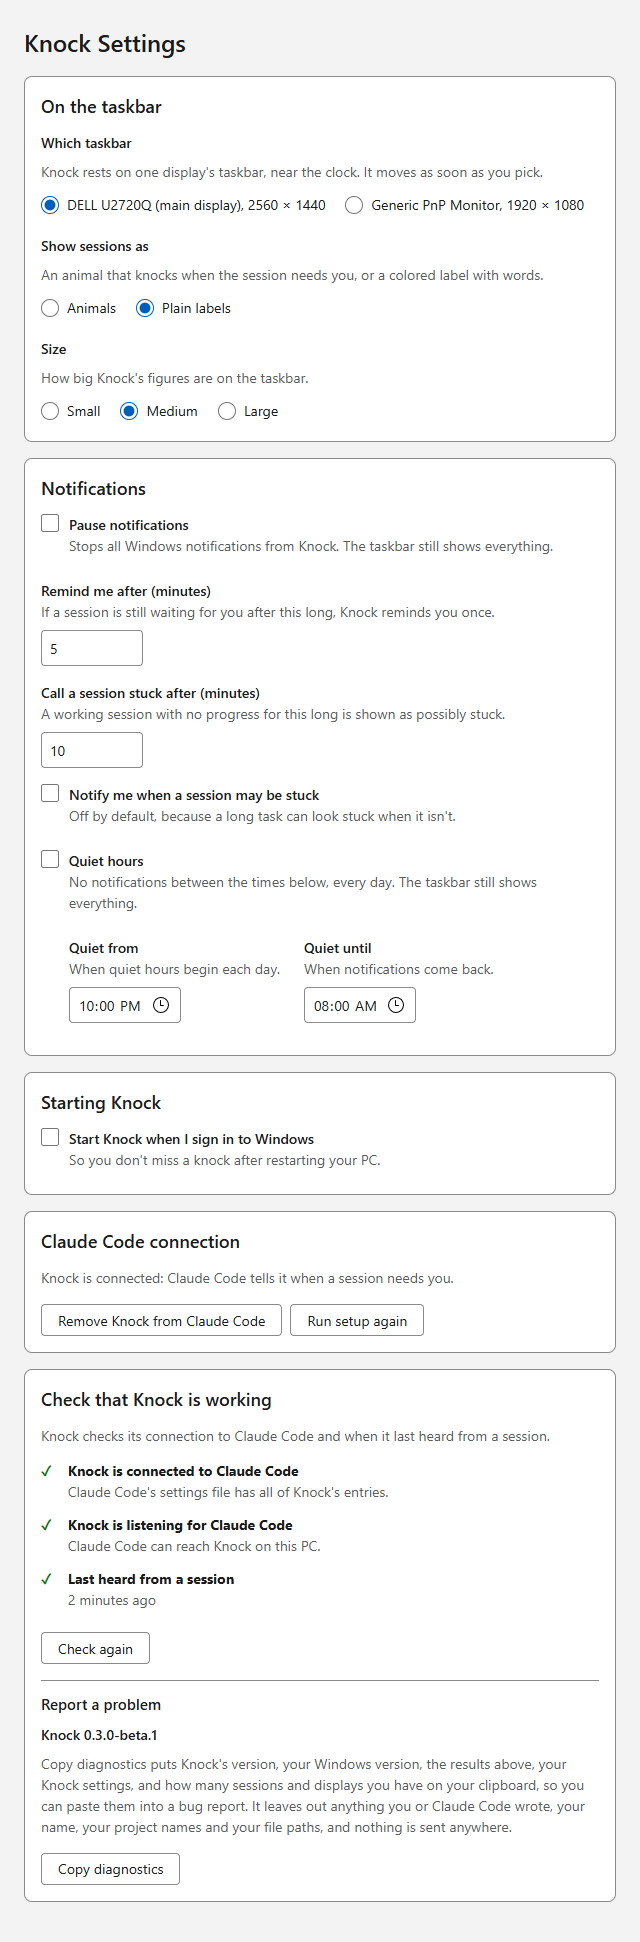 Knock Settings
On the taskbar
Which taskbar
Knock rests on one display's taskbar, near the clock. It moves as soon as you pick.
DELL U2720Q (main display), 2560 × 1440 Generic PnP Monitor, 1920 × 1080
Show sessions as
An animal that knocks when the session needs you, or a colored label with words.
Animals Plain labels
Size
How big Knock's figures are on the taskbar.
Small Medium Large
Notifications
Pause notifications
Stops all Windows notifications from Knock. The taskbar still shows everything.
Remind me after (minutes)
If a session is still waiting for you after this long, Knock reminds you once.
5
Call a session stuck after (minutes)
A working session with no progress for this long is shown as possibly stuck.
10
Notify me when a session may be stuck
Off by default, because a long task can look stuck when it isn't.
Quiet hours
No notifications between the times below, every day. The taskbar still shows
everything.
Quiet from Quiet until
When quiet hours begin each day. When notifications come back.
10:00 PM 08:00 AM
Starting Knock
Start Knock when I sign in to Windows
So you don't miss a knock after restarting your PC.
Claude Code connection
Knock is connected: Claude Code tells it when a session needs you.
Remove Knock from Claude Code Run setup again
Check that Knock is working
Knock checks its connection to Claude Code and when it last heard from a session.
✓ Knock is connected to Claude Code
Claude Code's settings file has all of Knock's entries.
✓ Knock is listening for Claude Code
Claude Code can reach Knock on this PC.
✓ Last heard from a session
2 minutes ago
Check again
Report a problem
Knock 0.3.0-beta.1
Copy diagnostics puts Knock's version, your Windows version, the results above, your
Knock settings, and how many sessions and displays you have on your clipboard, so you
can paste them into a bug report. It leaves out anything you or Claude Code wrote, your
name, your project names and your file paths, and nothing is sent anywhere.
Copy diagnostics